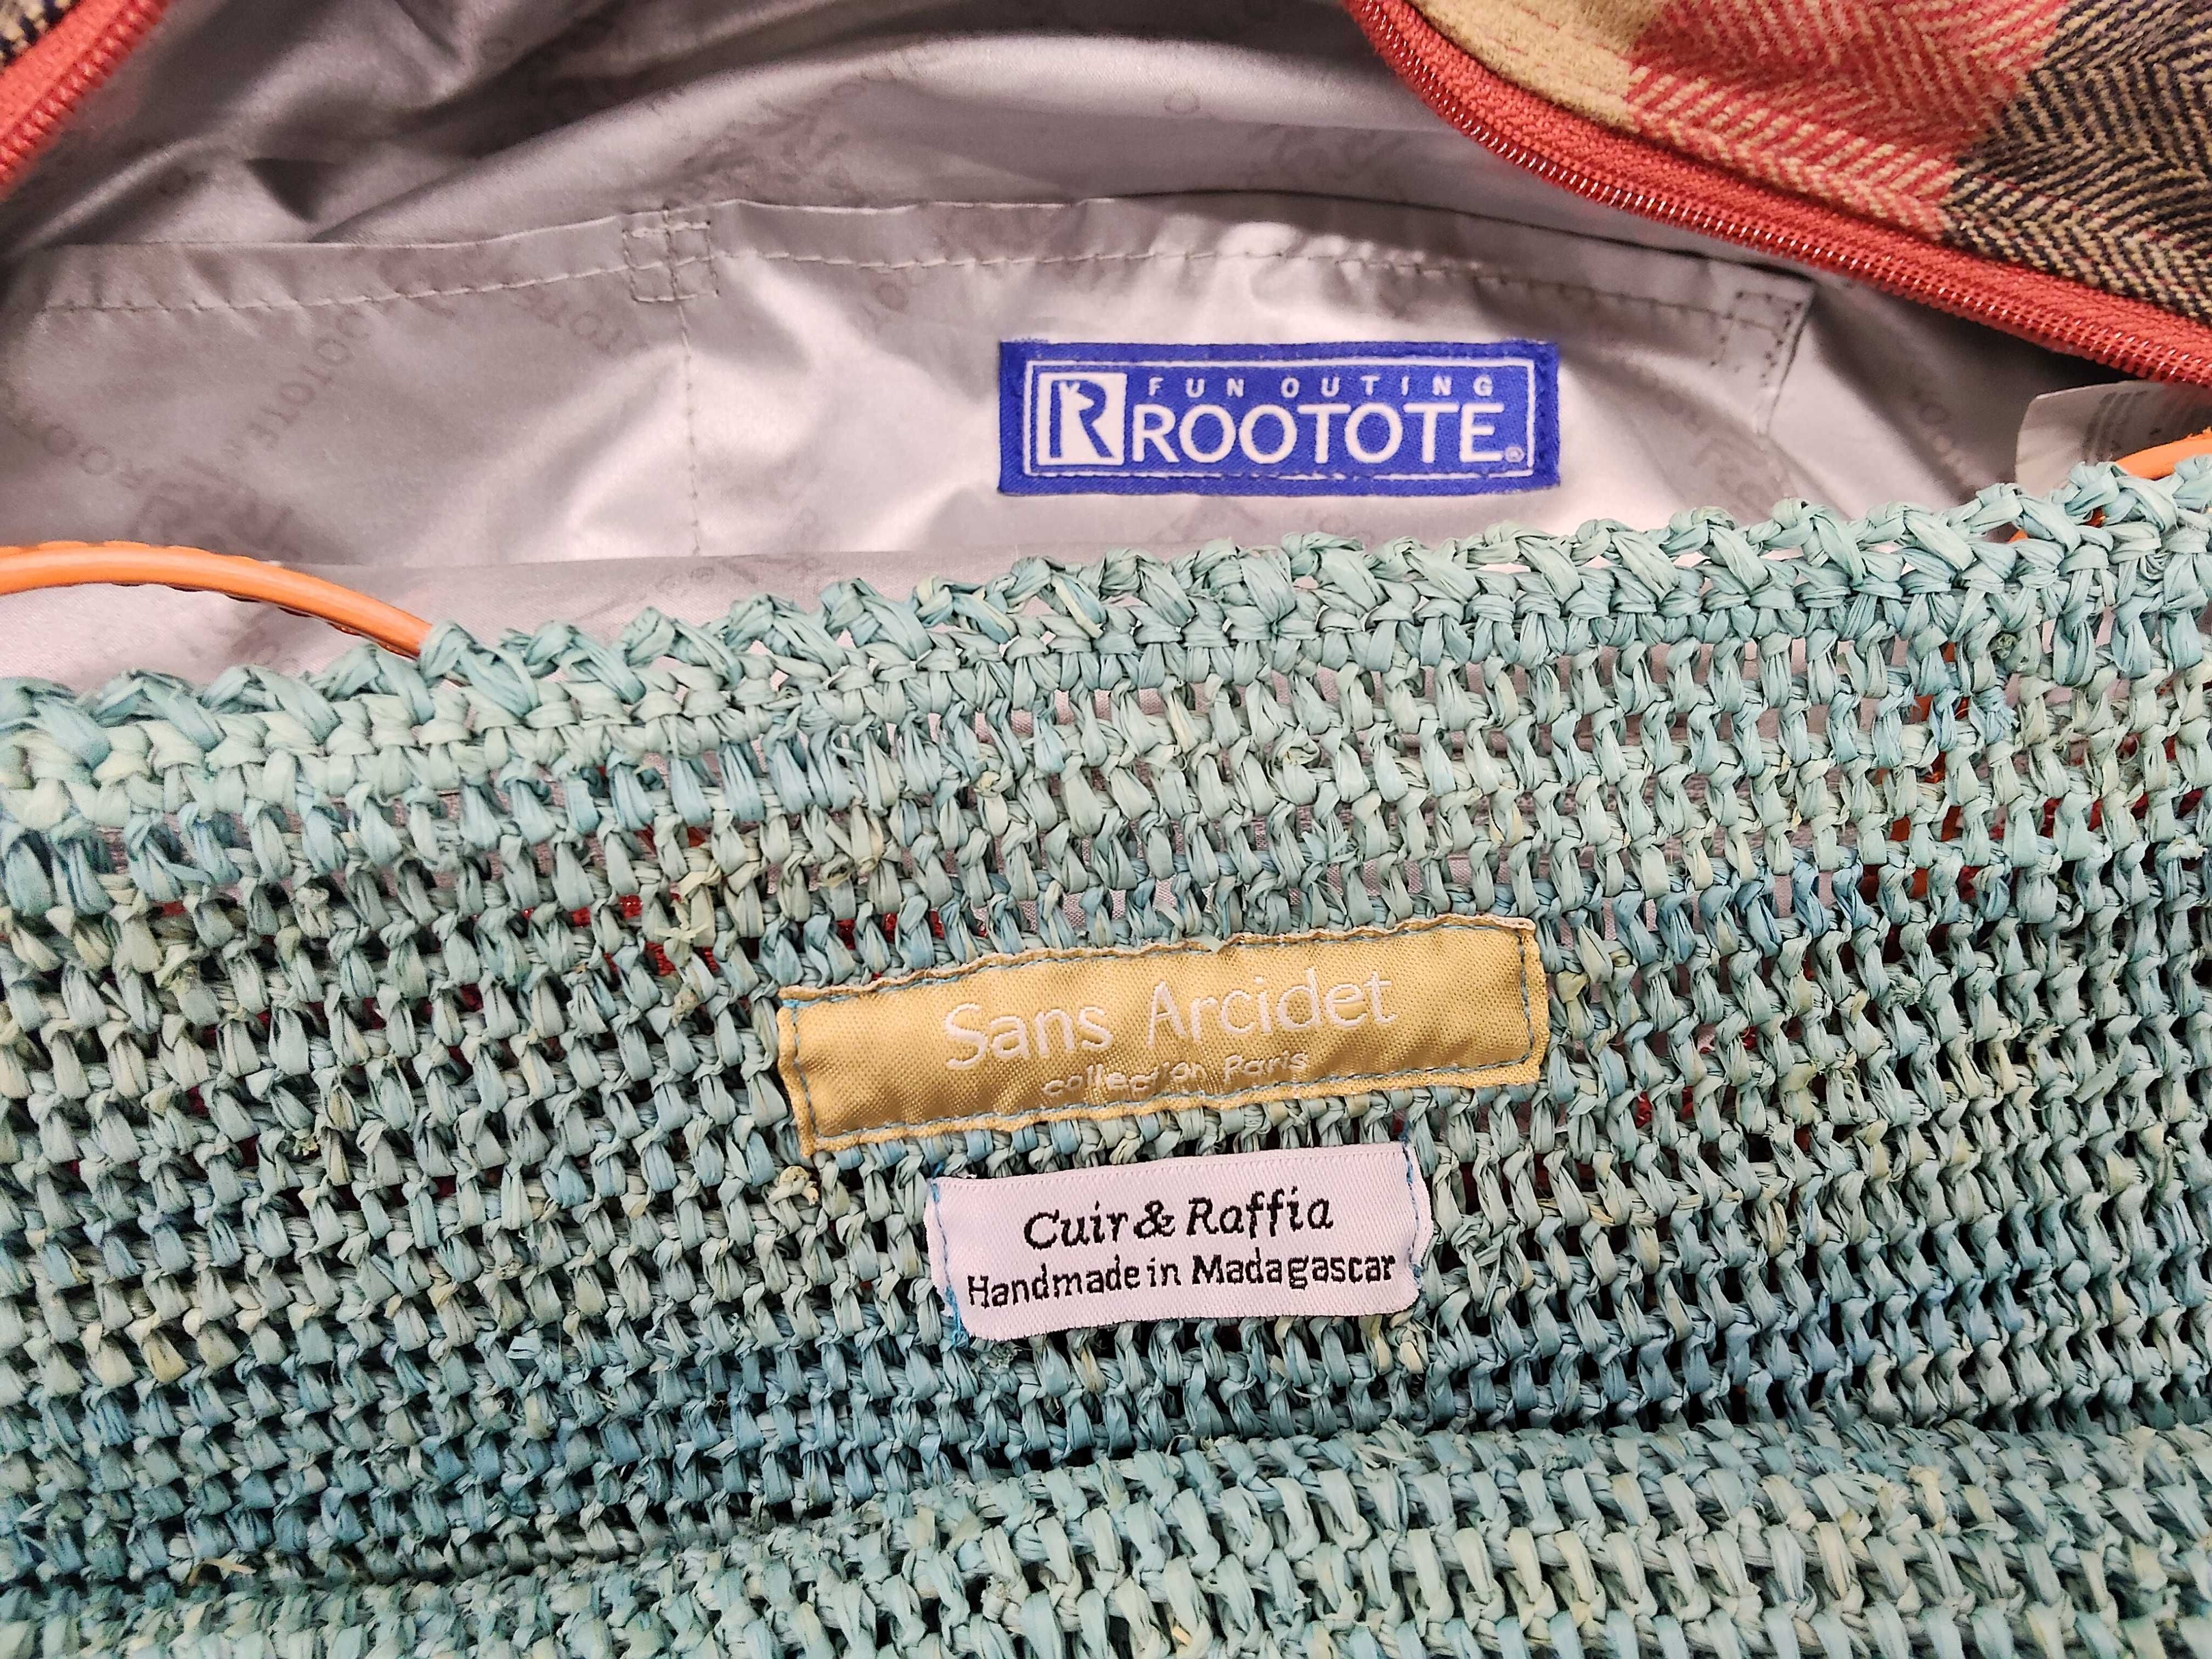 FUN OUTING
R ROOTOTE®
Sans Arcidet
collection Paris
Cuir & Raffia
Handmade in Madagascar